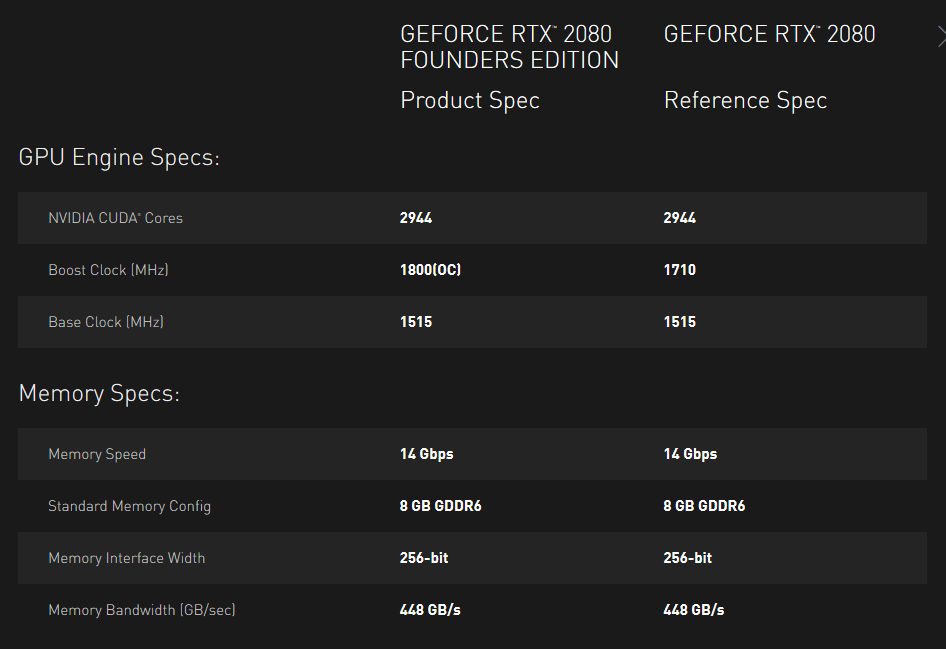 GEFORCE RTX™ 2080 GEFORCE RTX™ 2080
FOUNDERS EDITION
Product Spec Reference Spec
GPU Engine Specs:
NVIDIA CUDA® Cores 2944 2944
Boost Clock (MHz) 1800(OC) 1710
Base Clock (MHz) 1515 1515
Memory Specs:
Memory Speed 14 Gbps 14 Gbps
Standard Memory Config 8 GB GDDR6 8 GB GDDR6
Memory Interface Width 256-bit 256-bit
Memory Bandwidth (GB/sec) 448 GB/s 448 GB/s